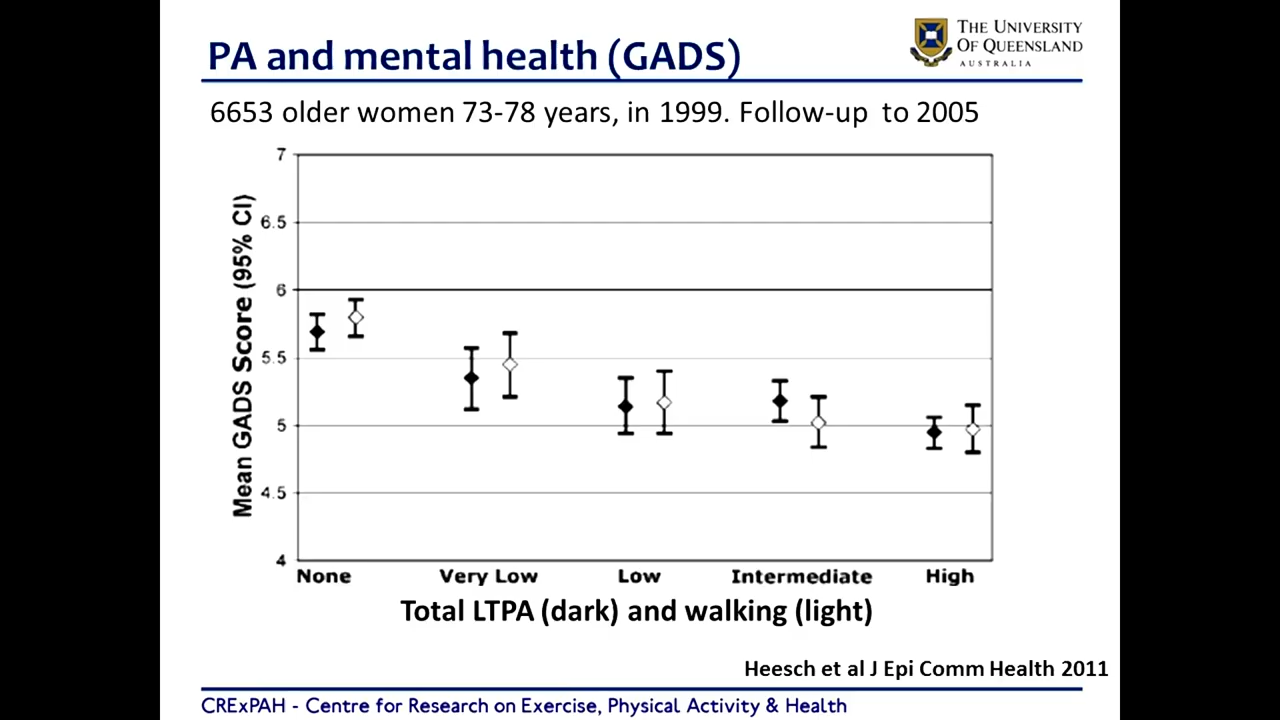 PA and mental health (GADS)
THE UNIVERSITY
OF QUEENSLAND
AUSTRALIA
6653 older women 73-78 years, in 1999. Follow-up to 2005
Mean GADS Score (95% CI)
7
6.5
6
5.5
5
4.5
4
None Very Low Low Intermediate High
Total LTPA (dark) and walking (light)
Heesch et al J Epi Comm Health 2011
CRExPAH - Centre for Research on Exercise, Physical Activity & Health